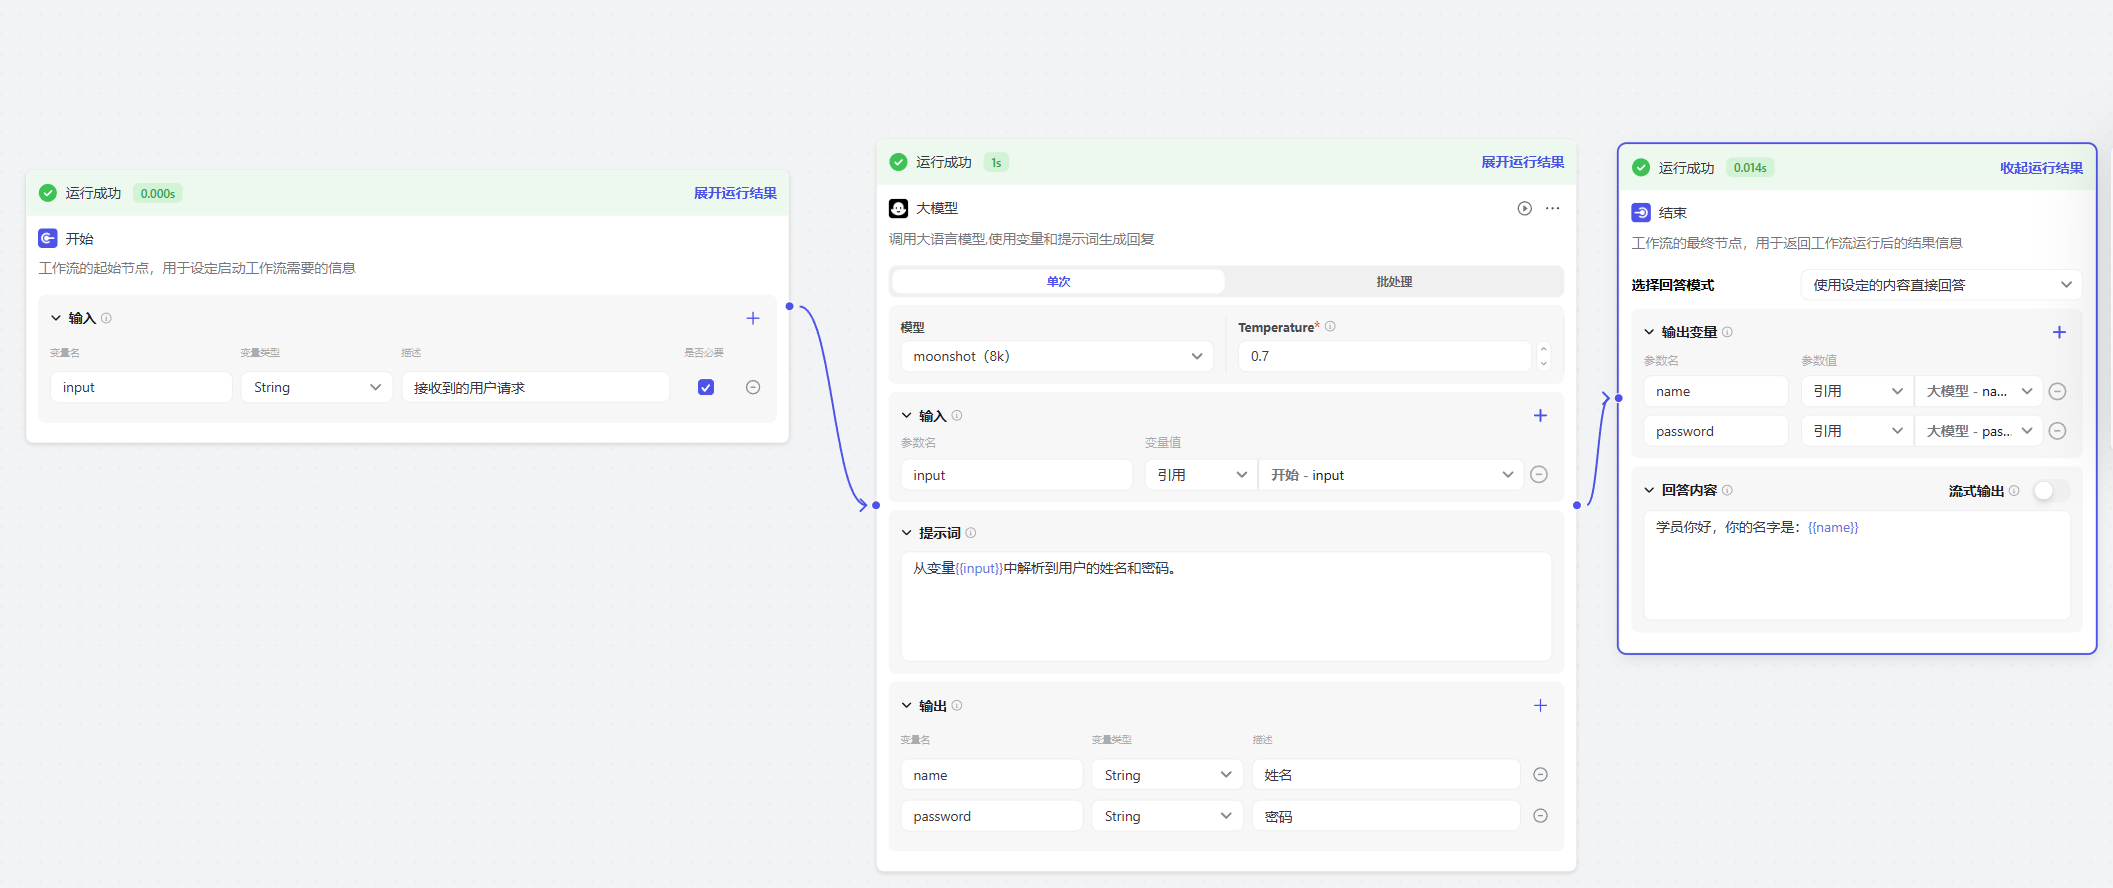 运行成功 0.000s 展开运行结果
开始
工作流的起始节点，用于设定启动工作流需要的信息
输入
变量名 变量类型 描述 是否必要
input String 接收到的用户请求
运行成功 1s 展开运行结果
大模型
调用大语言模型,使用变量和提示词生成回复
单次 批处理
模型 Temperature*
moonshot（8k） 0.7
输入
参数名 变量值
input 引用 开始 - input
提示词
从变量{{input}}中解析到用户的姓名和密码。
输出
变量名 变量类型 描述
name String 姓名
password String 密码
运行成功 0.014s 收起运行结果
结束
工作流的最终节点，用于返回工作流运行后的结果信息
选择回答模式 使用设定的内容直接回答
输出变量
参数名 参数值
name 引用 大模型 - na...
password 引用 大模型 - pas...
回答内容 流式输出
学员你好，你的名字是：{{name}}